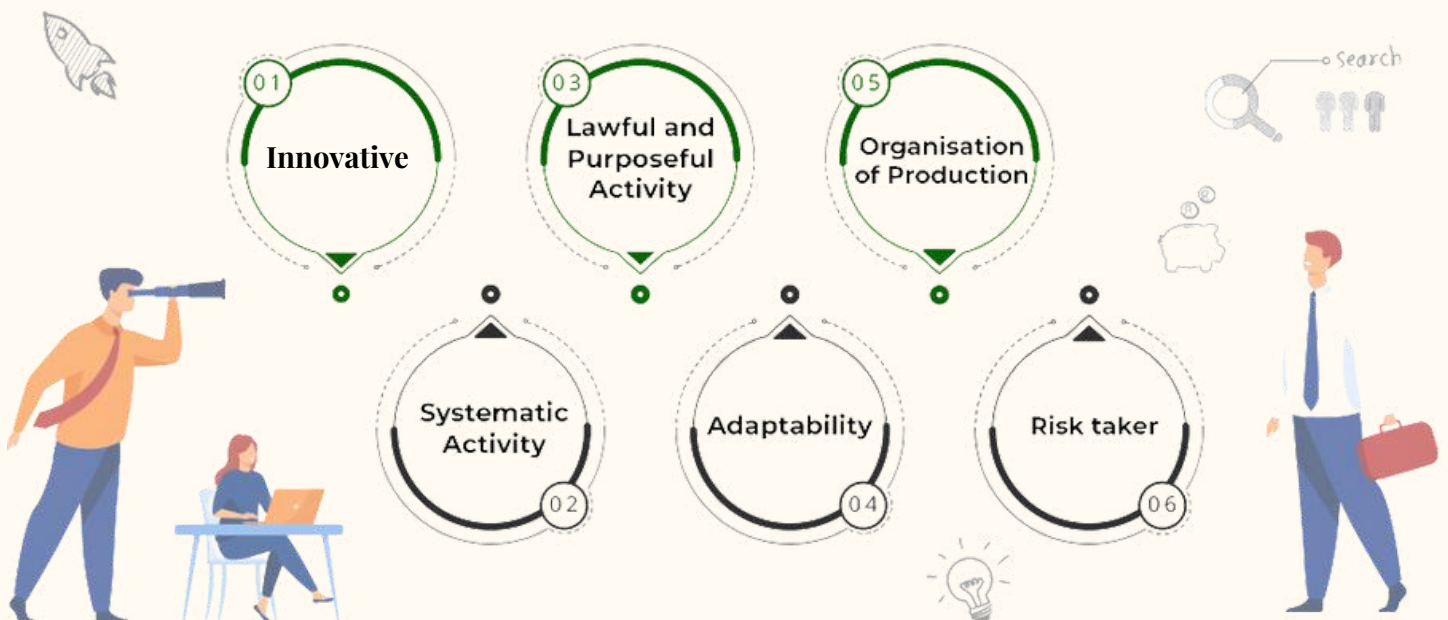 01
Innovative
02
Systematic
Activity
03
Lawful and
Purposeful
Activity
04
Adaptability
05
Organisation
of Production
06
Risk taker
search